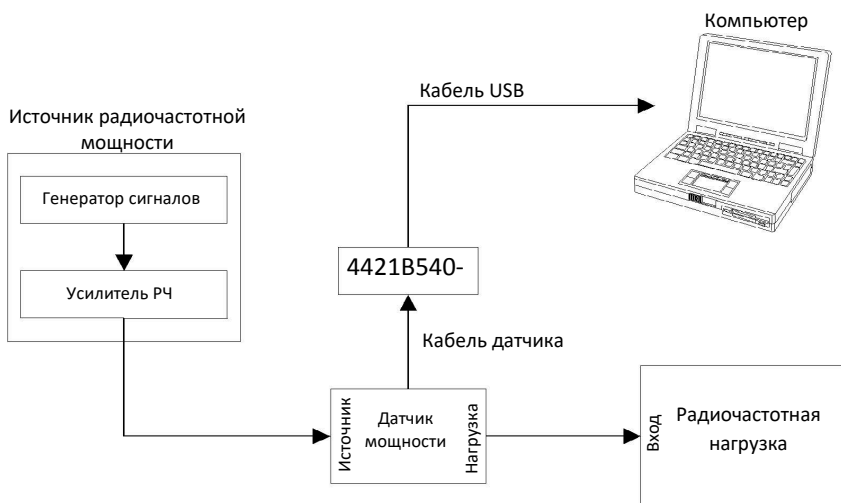 Компьютер
Кабель USB
Источник радиочастотной
мощности
Генератор сигналов
Усилитель РЧ
4421B540-
Кабель датчика
Источник
Датчик
мощности
Нагрузка
Вход
Радиочастотная
нагрузка